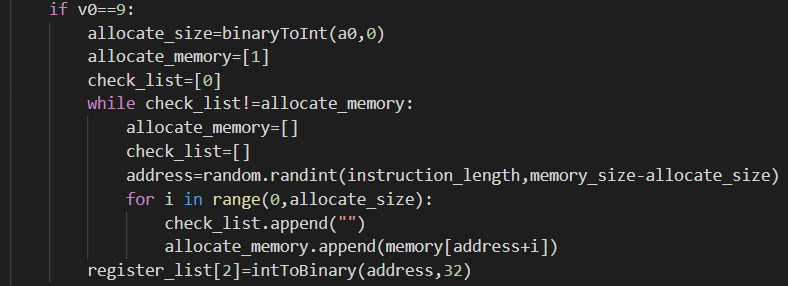 if v0==9:
    allocate_size=binaryToInt(a0,0)
    allocate_memory=[1]
    check_list=[0]
    while check_list!=allocate_memory:
        allocate_memory=[]
        check_list=[]
        address=random.randint(instruction_length,memory_size-allocate_size)
        for i in range(0,allocate_size):
            check_list.append("")
            allocate_memory.append(memory[address+i])
    register_list[2]=intToBinary(address,32)